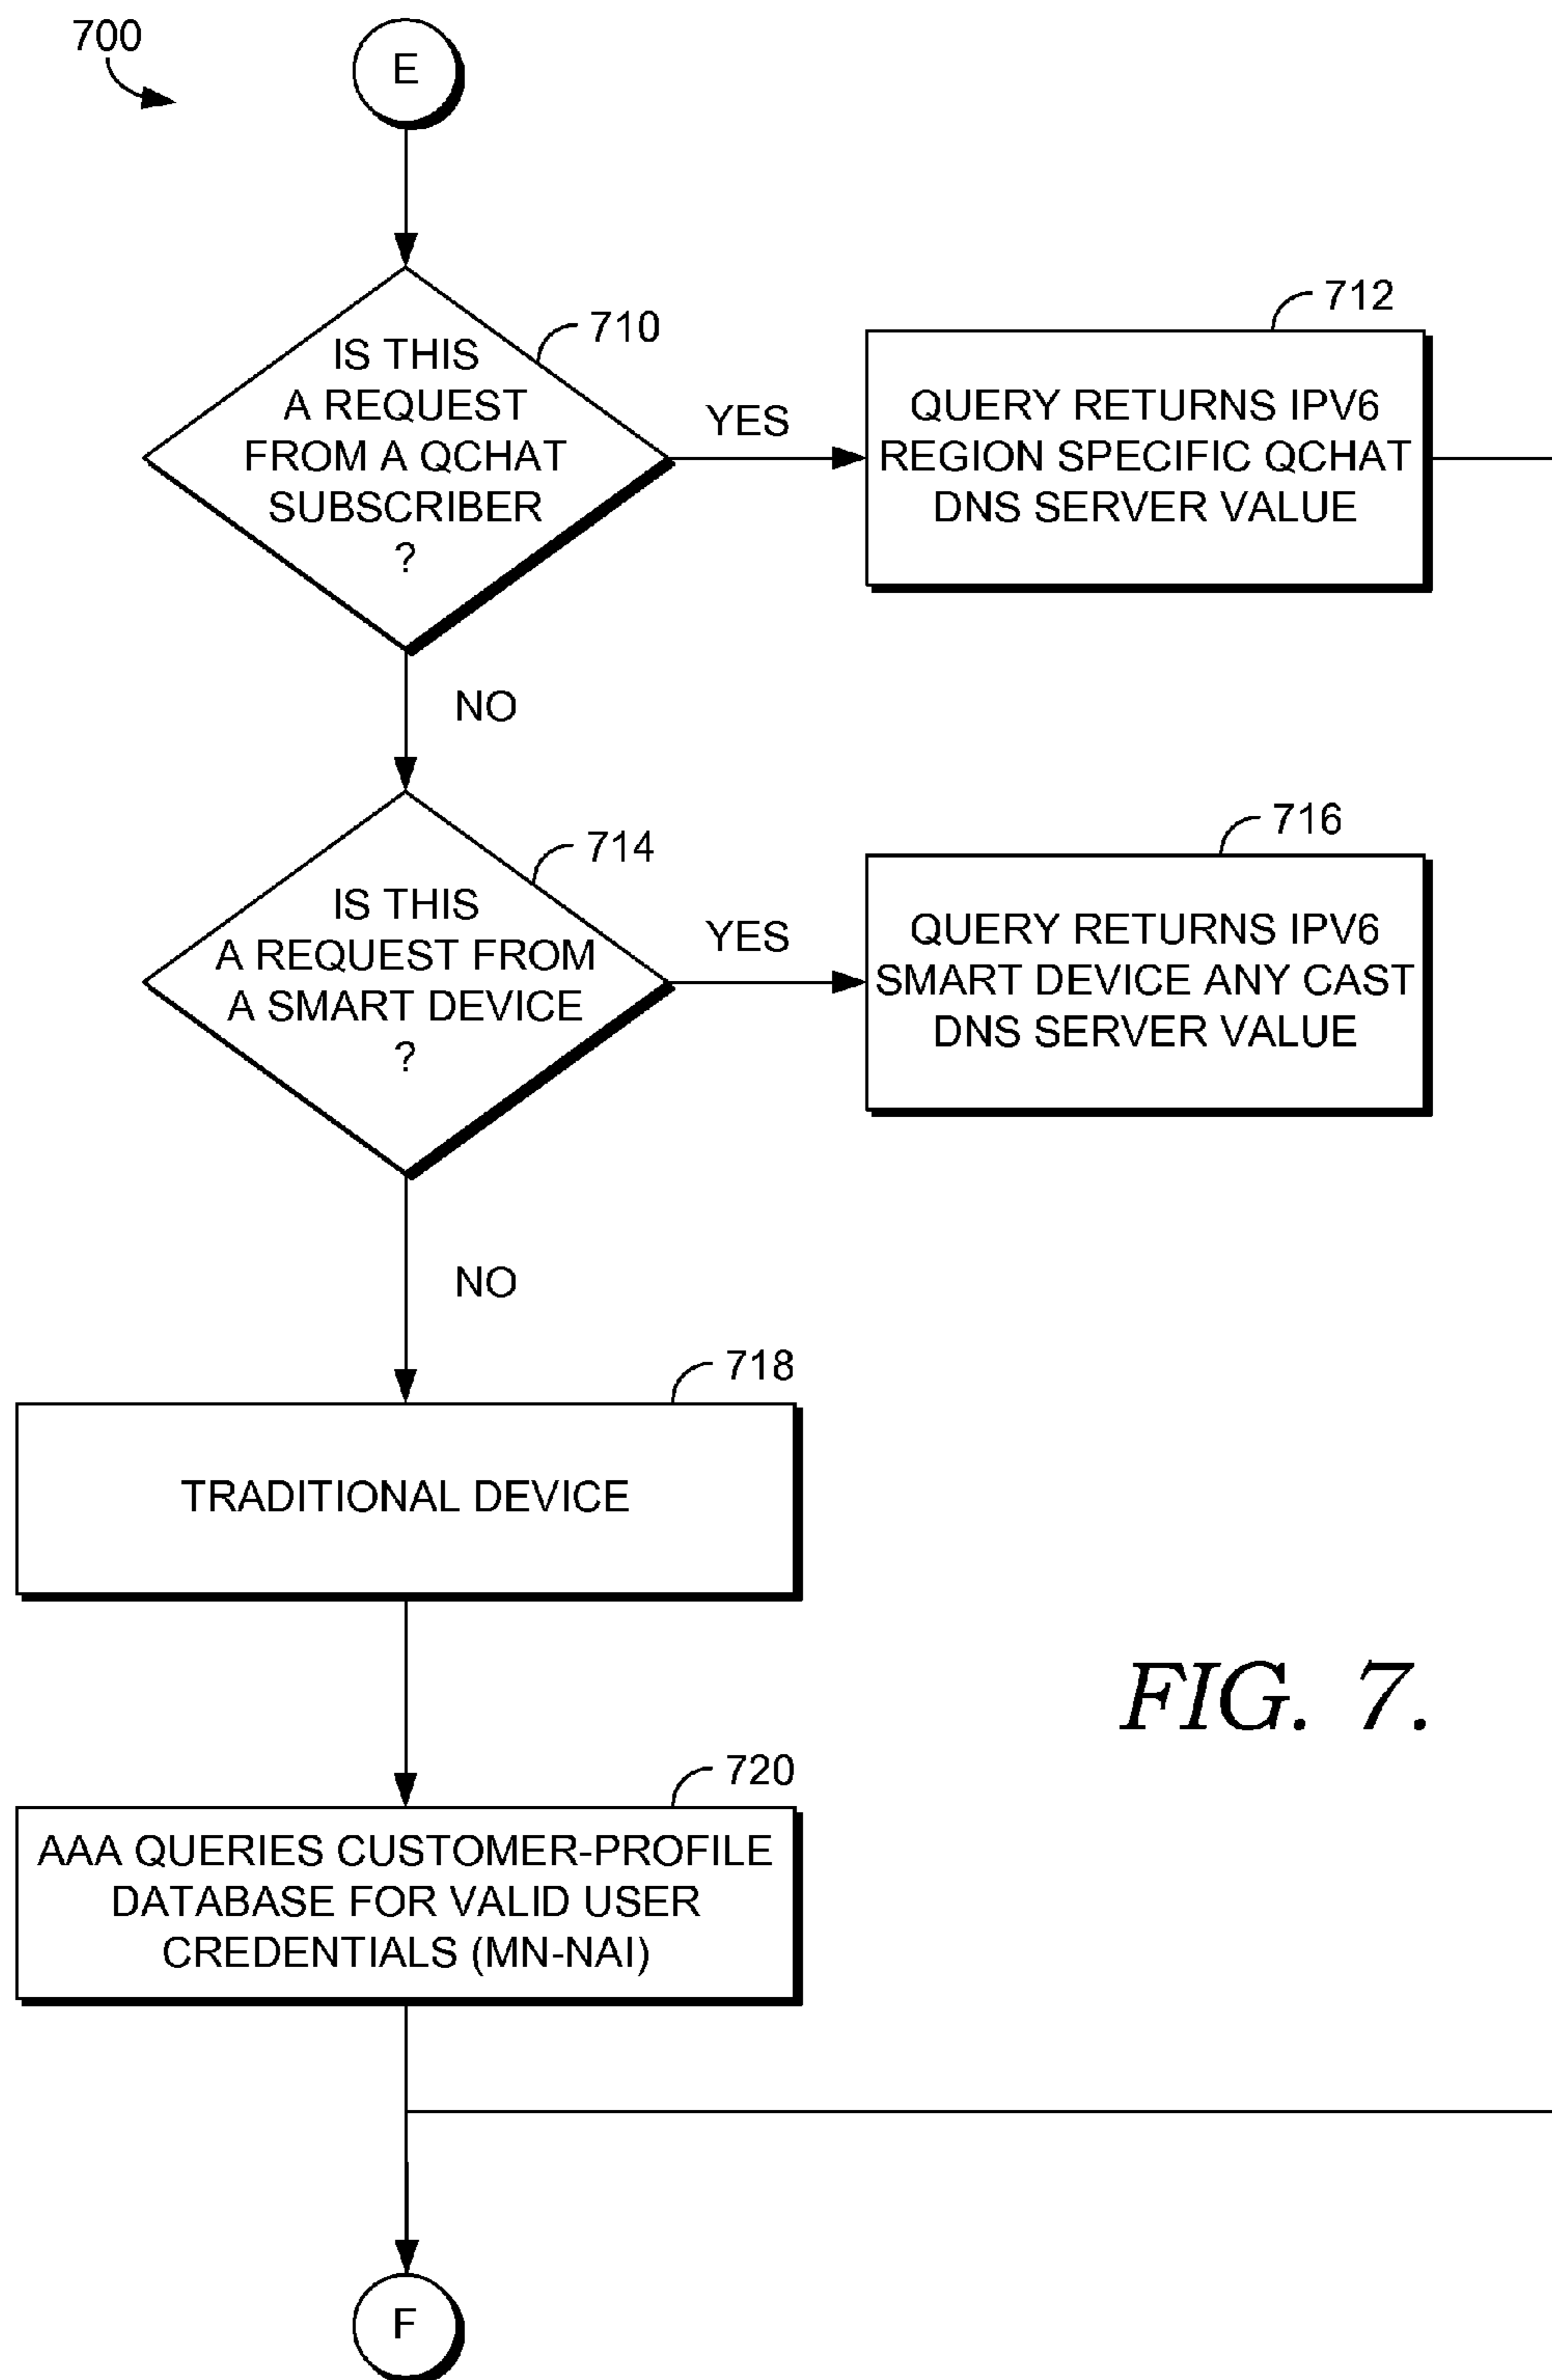 700
E
710
IS THIS
A REQUEST
FROM A QCHAT
SUBSCRIBER
?
YES
712
QUERY RETURNS IPV6
REGION SPECIFIC QCHAT
DNS SERVER VALUE
NO
714
IS THIS
A REQUEST FROM
A SMART DEVICE
?
YES
716
QUERY RETURNS IPV6
SMART DEVICE ANY CAST
DNS SERVER VALUE
NO
718
TRADITIONAL DEVICE
FIG. 7.
720
AAA QUERIES CUSTOMER-PROFILE
DATABASE FOR VALID USER
CREDENTIALS (MN-NAI)
F